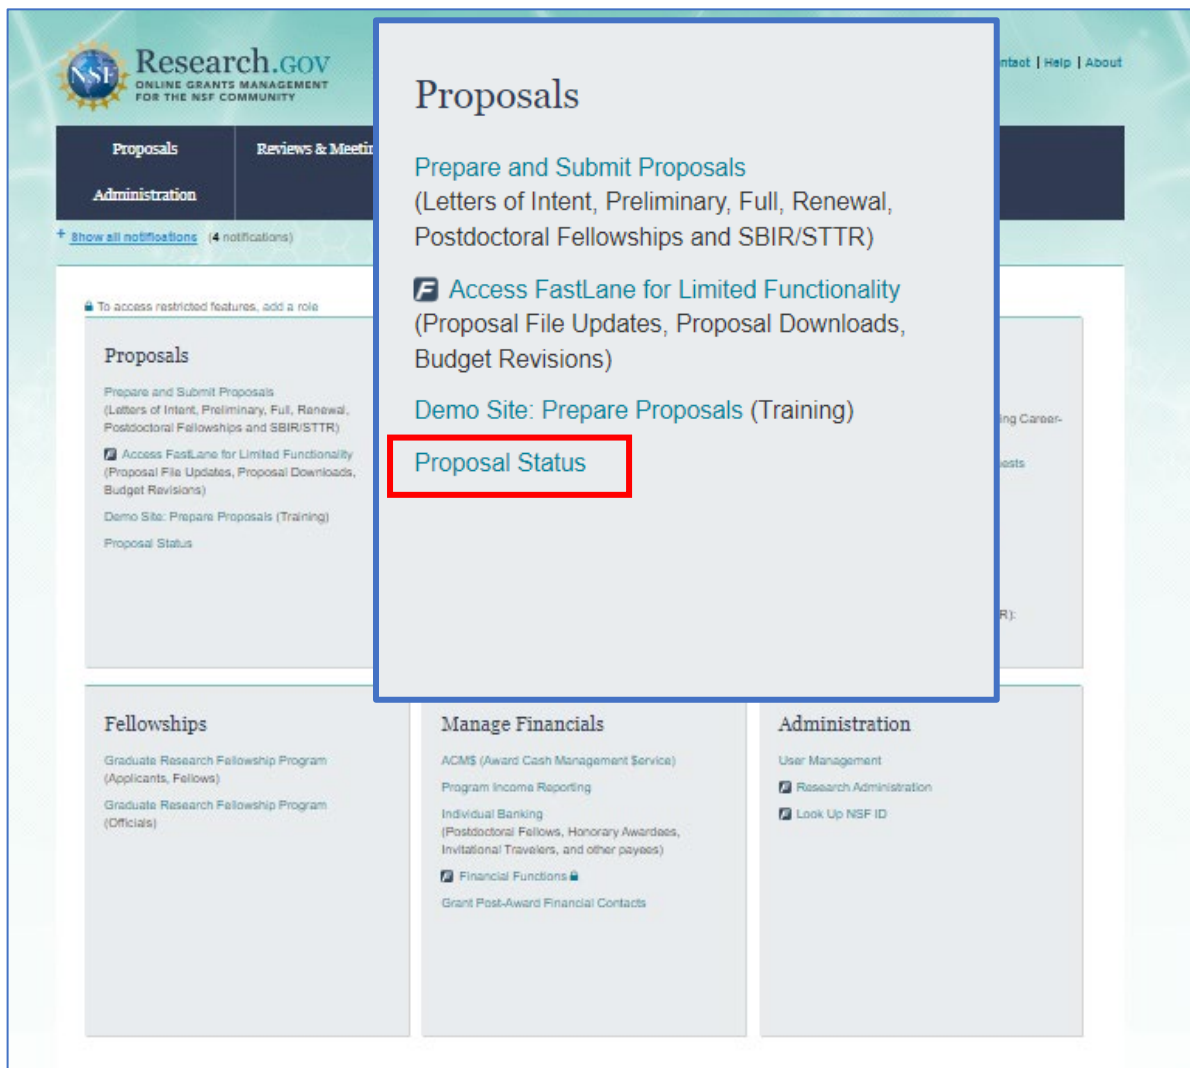 NSF
Research.gov
ONLINE GRANTS MANAGEMENT
FOR THE NSF COMMUNITY
Help | About
Proposals
Reviews &
Administration
+ Show all notifications (4 notifications)
To access restricted features, add a role
Proposals
Prepare and Submit Proposals
(Letters of Intent, Preliminary, Full, Renewal,
Postdoctoral Fellowships and SBIR/STTR)
F Access FastLane for Limited Functionality
(Proposal File Updates, Proposal Downloads,
Budget Revisions)
Demo Site: Prepare Proposals (Training)
Proposal Status
Proposals
Prepare and Submit Proposals
(Letters of Intent, Preliminary, Full, Renewal,
Postdoctoral Fellowships and SBIR/STTR)
F Access FastLane for Limited Functionality
(Proposal File Updates, Proposal Downloads,
Budget Revisions)
Demo Site: Prepare Proposals (Training)
Proposal Status
ing Career-
R):
Fellowships
Graduate Research Fellowship Program
(Applicants, Fellows)
Graduate Research Fellowship Program
(Officials)
Manage Financials
ACM$ (Award Cash Management $ervice)
Program Income Reporting
Individual Banking
(Postdoctoral Fellows, Honorary Awardees,
Invitational Travelers, and other payees)
F Financial Functions
Grant Post-Award Financial Contacts
Administration
User Management
F Research Administration
F Look Up NSF ID